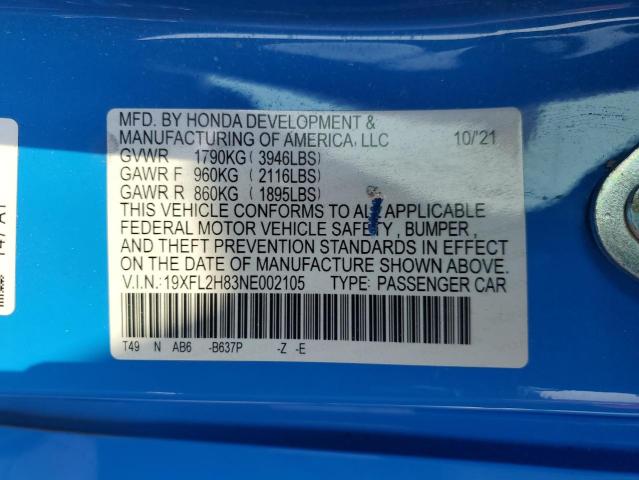 MFD. BY HONDA DEVELOPMENT &
MANUFACTURING OF AMERICA, LLC 10/21
GVWR 1790KG ( 3946LBS)
GAWR F 960KG ( 2116LBS)
GAWR R 860KG ( 1895LBS)
THIS VEHICLE CONFORMS TO ALL APPLICABLE
FEDERAL MOTOR VEHICLE SAFETY , BUMPER ,
AND THEFT PREVENTION STANDARDS IN EFFECT
ON THE DATE OF MANUFACTURE SHOWN ABOVE.
V.I.N.:19XFL2H83NE002105 TYPE: PASSENGER CAR
T49 N AB6 -B637P -Z -E